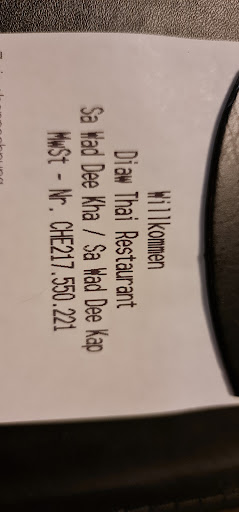 Willkommen
Diaw Thai Restaurant
Sa Wad Dee Kha / Sa Wad Dee Kap
MwSt - Nr. CHE217.550.221